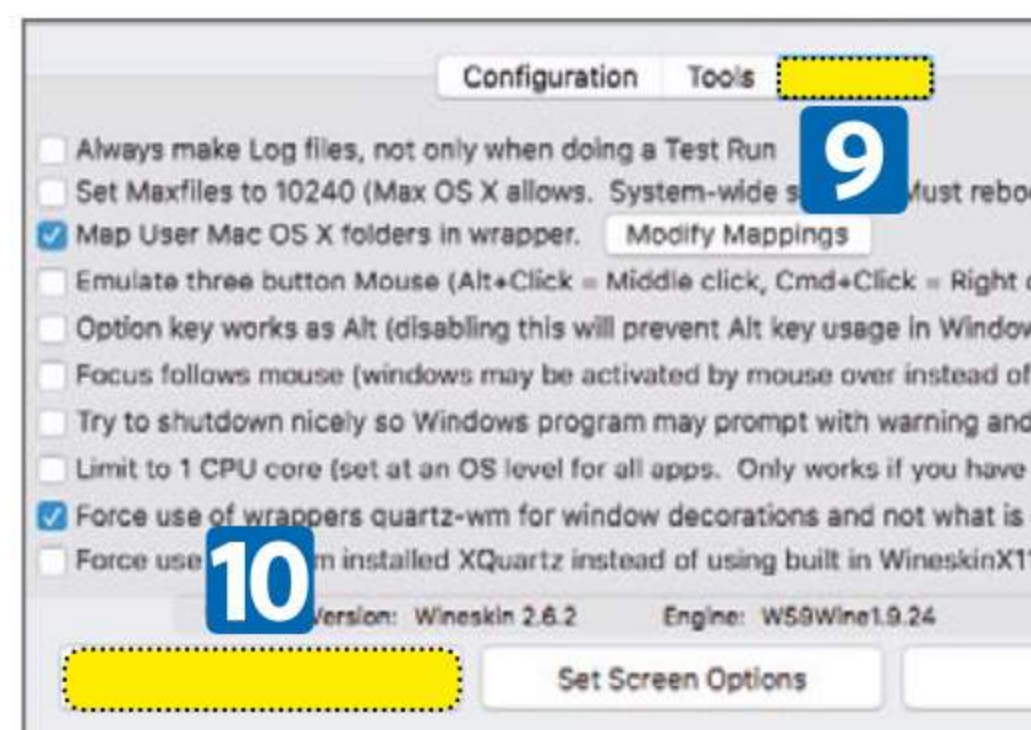 Configuration Tools
9
Always make Log files, not only when doing a Test Run
Set Maxfiles to 10240 (Max OS X allows. System-wide s Must rebo
Map User Mac OS X folders in wrapper. Modify Mappings
Emulate three button Mouse (Alt+Click = Middle click, Cmd+Click = Right
Option key works as Alt (disabling this will prevent Alt key usage in Window
Focus follows mouse (windows may be activated by mouse over instead of
Try to shutdown nicely so Windows program may prompt with warning and
Limit to 1 CPU core (set at an OS level for all apps. Only works if you have
Force use of wrappers quartz-wm for window decorations and not what is
Force use m installed XQuartz instead of using built in WineskinX11
10
Version: Wineskin 2.6.2 Engine: WS9Wine1.9.24
Set Screen Options